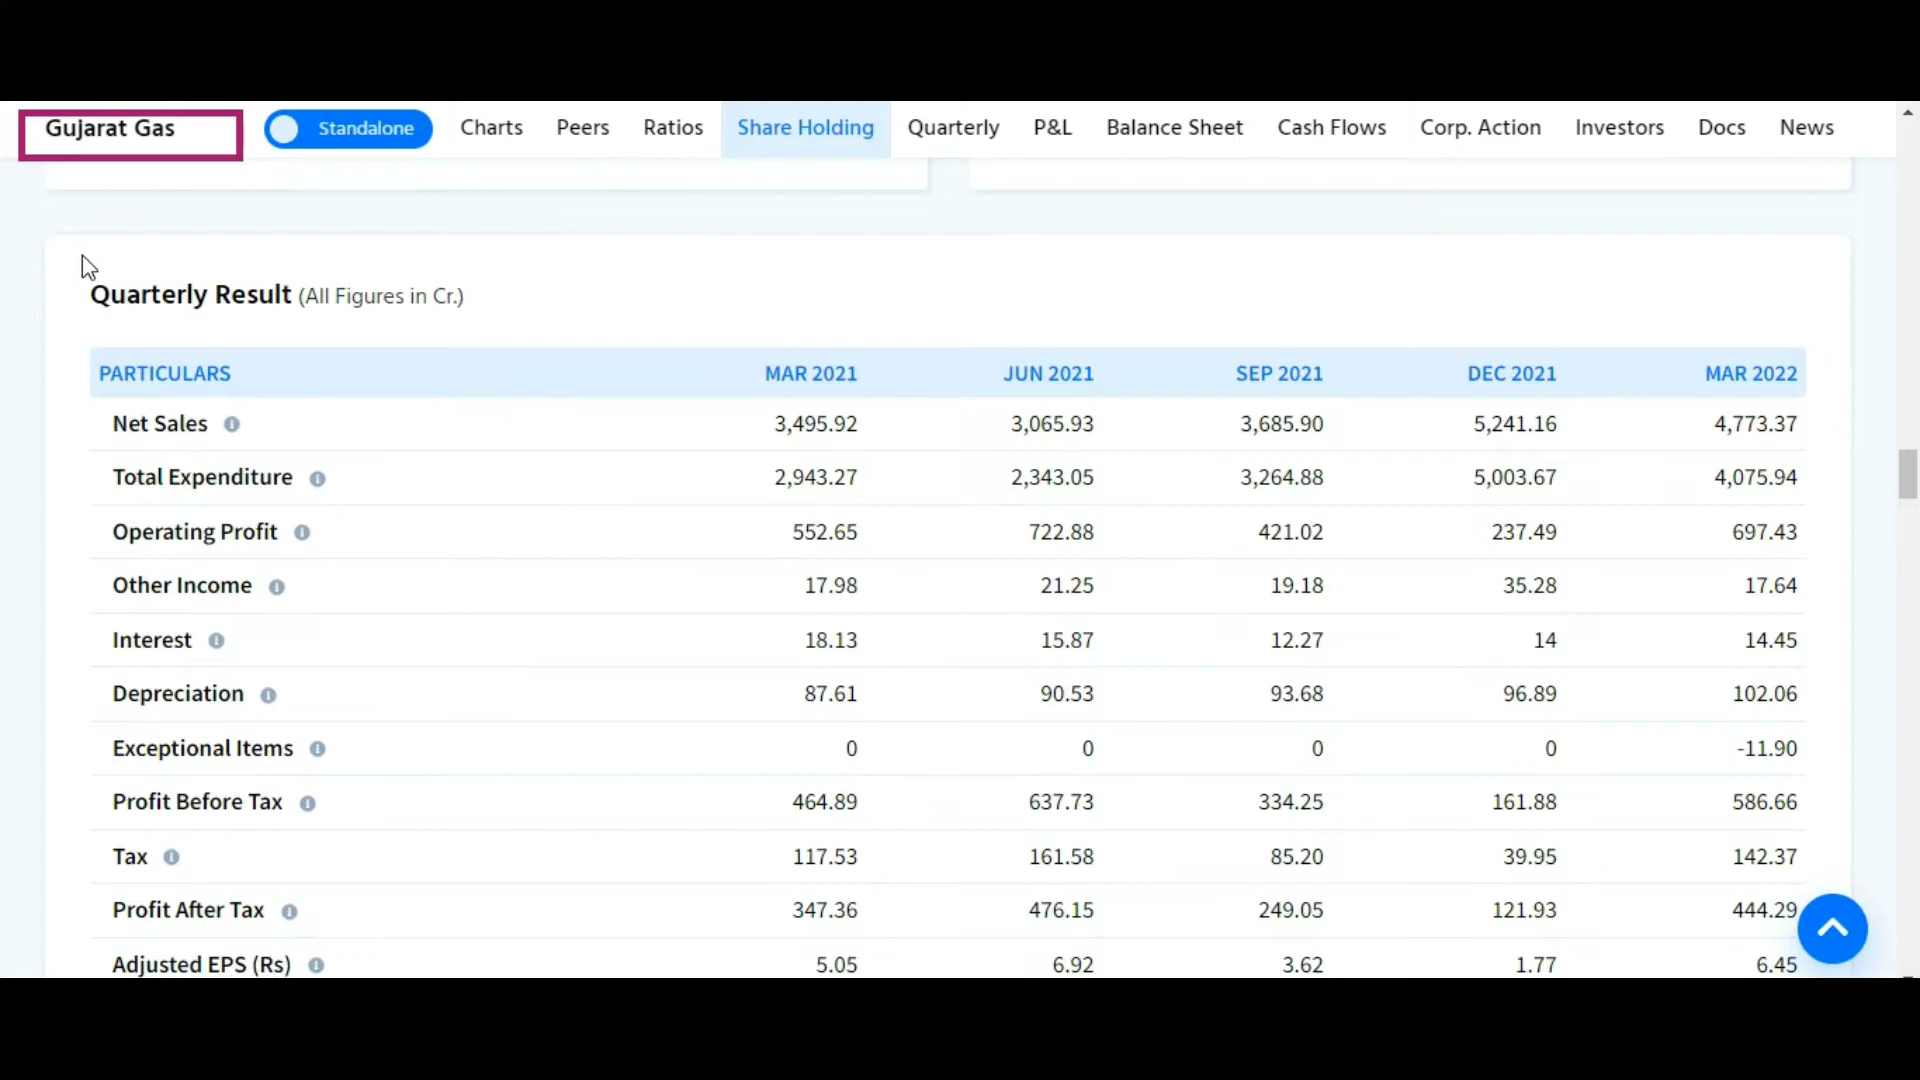 Gujarat Gas Standalone Charts Peers Ratios Share Holding Quarterly P&L Balance Sheet Cash Flows Corp. Action Investors Docs News
Quarterly Result (All Figures in Cr.)
PARTICULARS MAR 2021 JUN 2021 SEP 2021 DEC 2021 MAR 2022
Net Sales 3,495.92 3,065.93 3,685.90 5,241.16 4,773.37
Total Expenditure 2,943.27 2,343.05 3,264.88 5,003.67 4,075.94
Operating Profit 552.65 722.88 421.02 237.49 697.43
Other Income 17.98 21.25 19.18 35.28 17.64
Interest 18.13 15.87 12.27 14 14.45
Depreciation 87.61 90.53 93.68 96.89 102.06
Exceptional Items 0 0 0 0 -11.90
Profit Before Tax 464.89 637.73 334.25 161.88 586.66
Tax 117.53 161.58 85.20 39.95 142.37
Profit After Tax 347.36 476.15 249.05 121.93 444.29
Adjusted EPS (Rs) 5.05 6.92 3.62 1.77 6.45